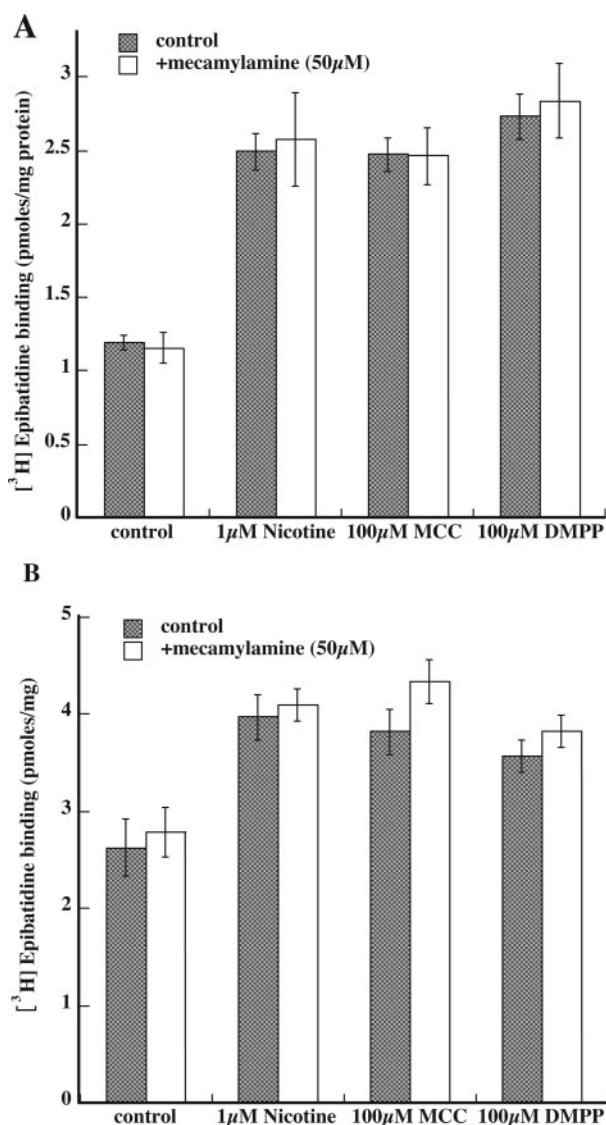 A
control
+mecamylamine (50µM)
[³H] Epibatidine binding (pmoles/mg protein)
3
2.5
2
1.5
1
0.5
0
control 1µM Nicotine 100µM MCC 100µM DMPP
B
control
+mecamylamine (50µM)
[³H] Epibatidine binding (pmoles/mg)
5
4
3
2
1
0
control 1µM Nicotine 100µM MCC 100µM DMPP